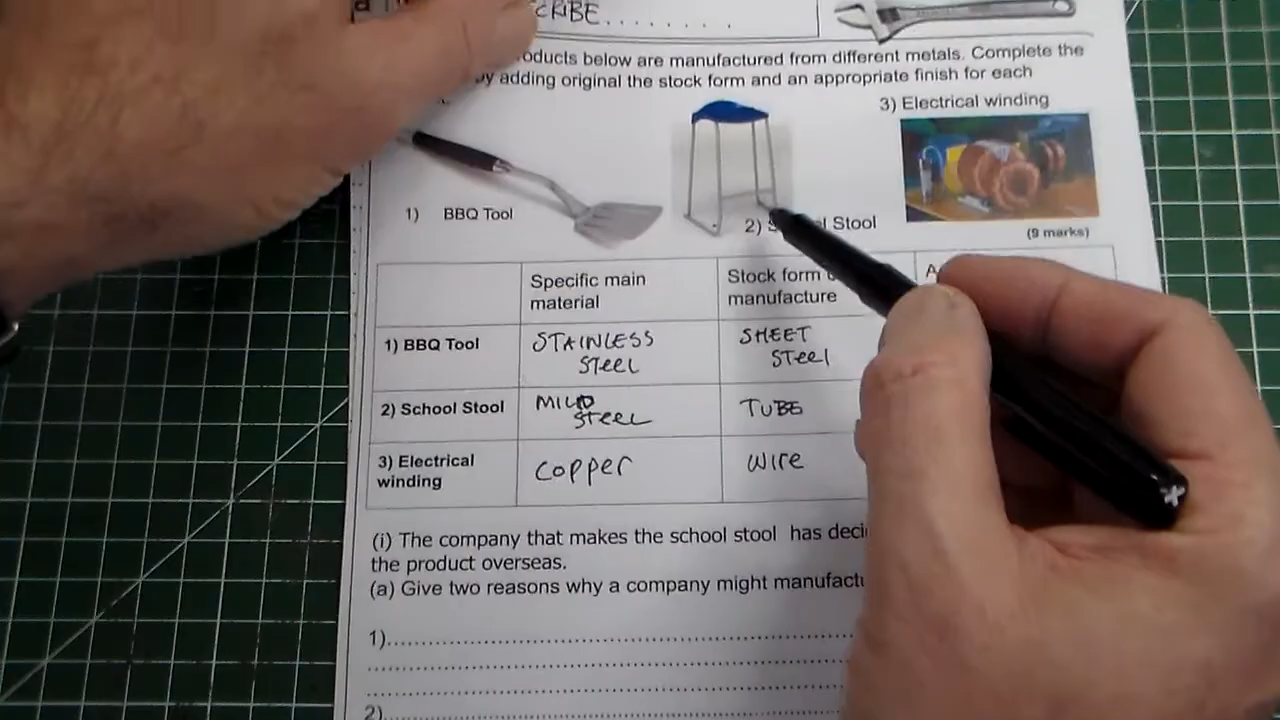 CRIBE........
oducts below are manufactured from different metals. Complete the
y adding original the stock form and an appropriate finish for each
3) Electrical winding
1) BBQ Tool
2) S l Stool
(9 marks)
Specific main
material
Stock form
manufacture
A
1) BBQ Tool
STAINLESS
STEEL
SHEET
STEEl
2) School Stool
MILD
STEEL
TUBE
3) Electrical
winding
COPPER
WIRE
(i) The company that makes the school stool has deci
the product overseas.
(a) Give two reasons why a company might manufactu
1)
2)